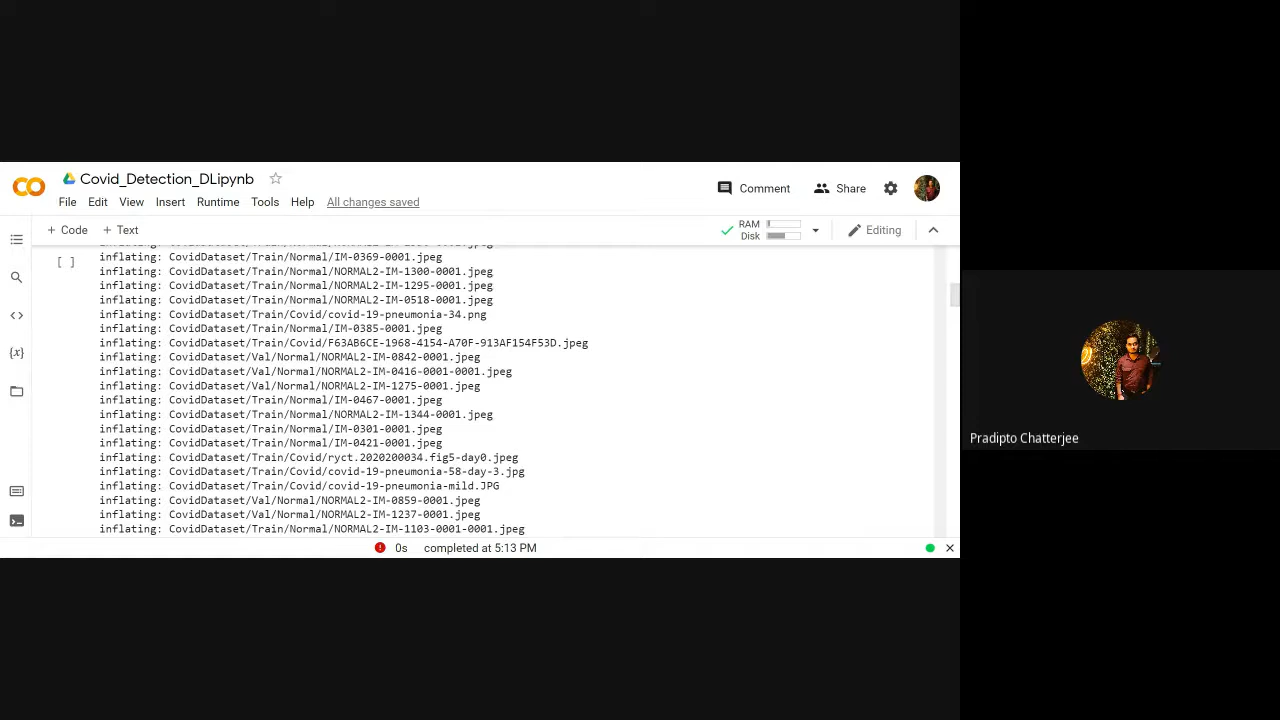 Covid_Detection_DLipynb
File Edit View Insert Runtime Tools Help All changes saved
Comment Share
+ Code + Text
RAM
Disk
Editing
[ ]
inflating: CovidDataset/Train/Normal/IM-0369-0001.jpeg
inflating: CovidDataset/Train/Normal/NORMAL2-IM-1300-0001.jpeg
inflating: CovidDataset/Train/Normal/NORMAL2-IM-1295-0001.jpeg
inflating: CovidDataset/Train/Normal/NORMAL2-IM-0518-0001.jpeg
inflating: CovidDataset/Train/Covid/covid-19-pneumonia-34.png
inflating: CovidDataset/Train/Normal/IM-0385-0001.jpeg
inflating: CovidDataset/Train/Covid/F63AB6CE-1968-4154-A70F-913AF154F53D.jpeg
inflating: CovidDataset/Val/Normal/NORMAL2-IM-0842-0001.jpeg
inflating: CovidDataset/Val/Normal/NORMAL2-IM-0416-0001-0001.jpeg
inflating: CovidDataset/Val/Normal/NORMAL2-IM-1275-0001.jpeg
inflating: CovidDataset/Train/Normal/IM-0467-0001.jpeg
inflating: CovidDataset/Train/Normal/NORMAL2-IM-1344-0001.jpeg
inflating: CovidDataset/Train/Normal/IM-0301-0001.jpeg
inflating: CovidDataset/Train/Normal/IM-0421-0001.jpeg
inflating: CovidDataset/Train/Covid/ryct.2020200034.fig5-day0.jpeg
inflating: CovidDataset/Train/Covid/covid-19-pneumonia-58-day-3.jpg
inflating: CovidDataset/Train/Covid/covid-19-pneumonia-mild.JPG
inflating: CovidDataset/Val/Normal/NORMAL2-IM-0859-0001.jpeg
inflating: CovidDataset/Val/Normal/NORMAL2-IM-1237-0001.jpeg
inflating: CovidDataset/Train/Normal/NORMAL2-IM-1103-0001-0001.jpeg
0s completed at 5:13 PM
Pradipto Chatterjee